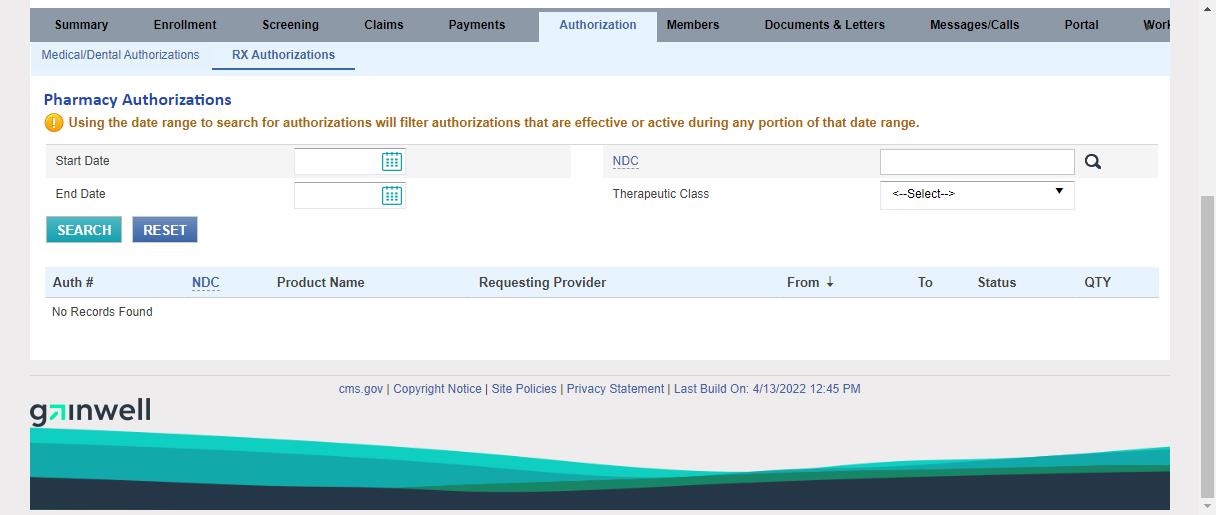 Summary Enrollment Screening Claims Payments Authorization Members Documents & Letters Messages/Calls Portal Work
Medical/Dental Authorizations RX Authorizations
Pharmacy Authorizations
Using the date range to search for authorizations will filter authorizations that are effective or active during any portion of that date range.
Start Date NDC
End Date Therapeutic Class <--Select-->
SEARCH RESET
Auth # NDC Product Name Requesting Provider From ↓ To Status QTY
No Records Found
cms.gov | Copyright Notice | Site Policies | Privacy Statement | Last Build On: 4/13/2022 12:45 PM
gainwell